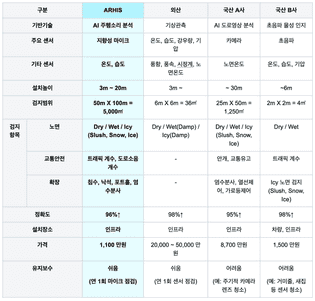 구분
ARHIS
외산
국산 A사
국산 B사
기반기술
AI 주행소리 분석
기상관측
AI 도로영상 분석
초음파 물성 인지
주요 센서
지향성 마이크
온도, 습도, 강우량, 기
압
카메라
초음파
기타 센서
온도, 습도
풍향, 풍속, 시정계, 노
면온도
노면온도
온도, 습도, 기압
설치높이
3m ~ 20m
3m ~
~ 30m
~6m
검지범위
50m X 100m =
5,000㎡
6m X 6m = 36㎡
25m X 50m =
1,250㎡
2m X 2m = 4㎡
검지
항목
노면
Dry / Wet / Icy
(Slush, Snow, Ice)
Dry / Wet(Damp) /
Icy(Damp)
Dry / Wet / Icy
(Slush, Snow,
Ice)
Dry / Wet
교통안전
트래픽 계수, 도로소음
계수
-
안개, 교통유고
트래픽 계수
확장
침수, 낙석, 포트홀, 염
수분사
-
염수분사, 열선제
어, 가로등제어
Icy 노면 검지
(Slush, Snow,
Ice)
정확도
96%↑
98%↑
95%↑
98%↑
설치장소
인프라
인프라
인프라
차량, 인프라
가격
1,100 만원
20,000 ~ 50,000 만
원
8,700 만원
1,500 만원
유지보수
쉬움
(연 1회 마이크 점검)
쉬움
(연 1회 센서 점검)
어려움
(예: 주기적 카메라
렌즈 청소)
어려움
(예: 거미줄, 새집
등 센서 청소)